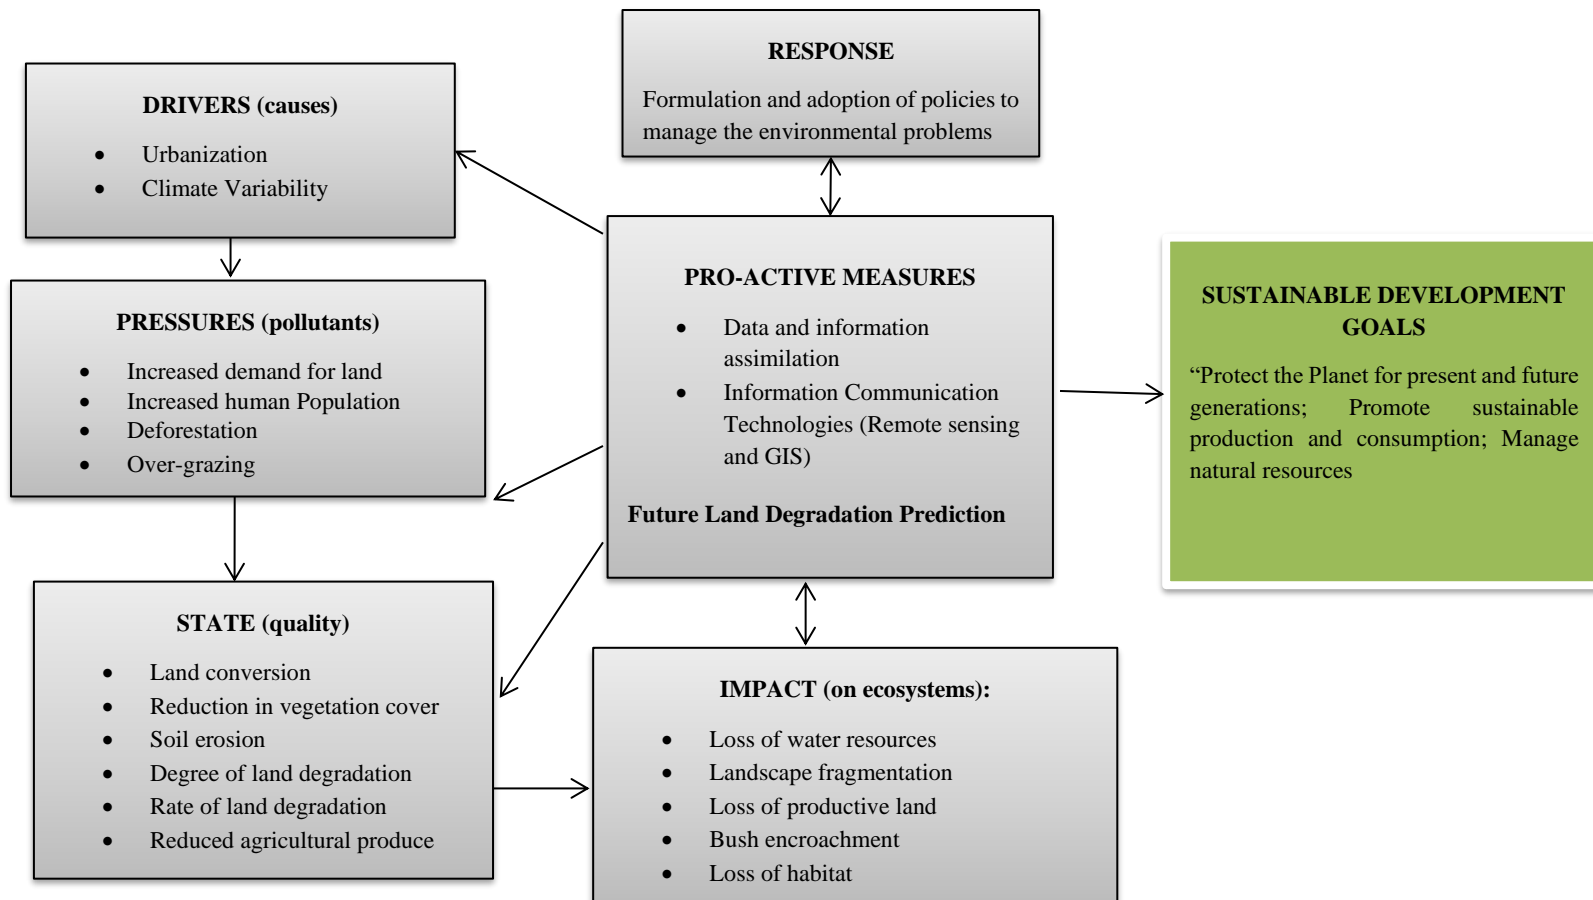 RESPONSE
Formulation and adoption of policies to
manage the environmental problems
DRIVERS (causes)
• Urbanization
• Climate Variability
PRO-ACTIVE MEASURES
• Data and information
assimilation
• Information Communication
Technologies (Remote sensing
and GIS)
Future Land Degradation Prediction
SUSTAINABLE DEVELOPMENT
GOALS
“Protect the Planet for present and future
generations; Promote sustainable
production and consumption; Manage
natural resources
PRESSURES (pollutants)
• Increased demand for land
• Increased human Population
• Deforestation
• Over-grazing
STATE (quality)
• Land conversion
• Reduction in vegetation cover
• Soil erosion
• Degree of land degradation
• Rate of land degradation
• Reduced agricultural produce
IMPACT (on ecosystems):
• Loss of water resources
• Landscape fragmentation
• Loss of productive land
• Bush encroachment
• Loss of habitat